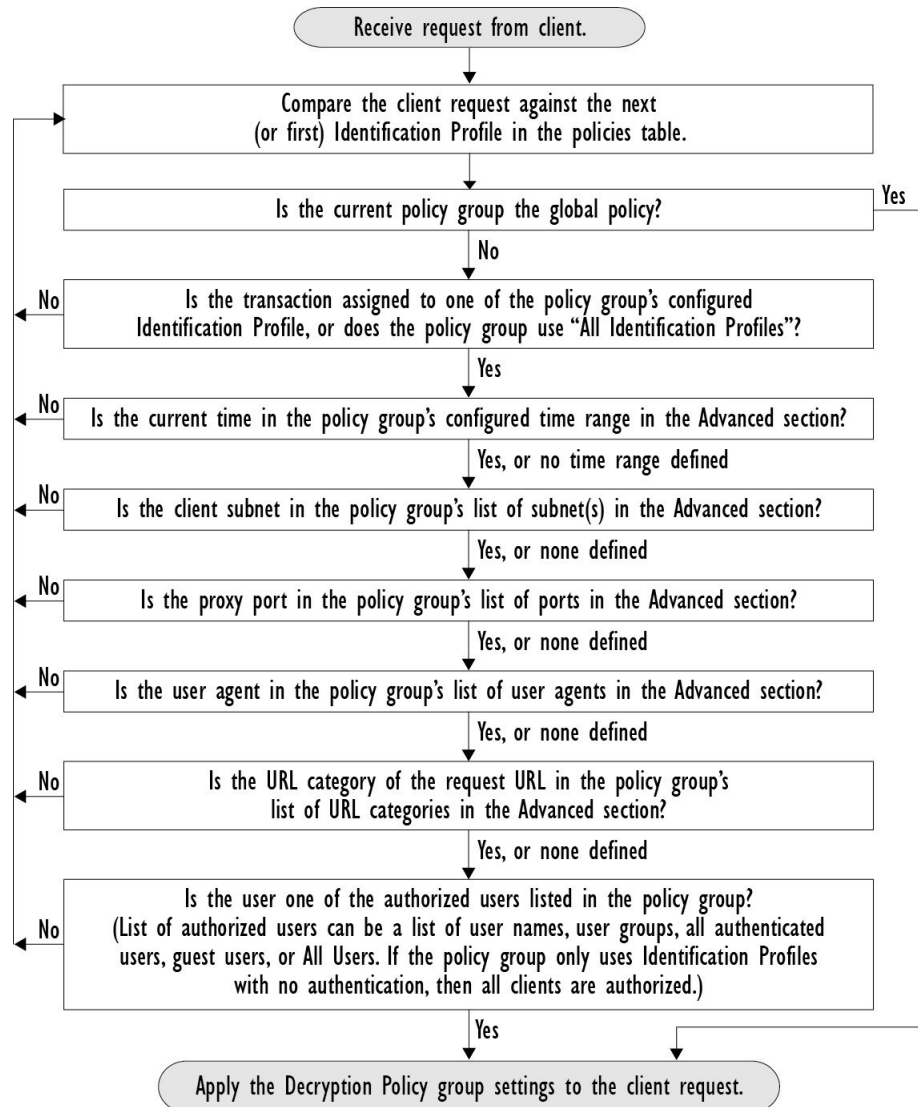 Receive request from client.
Compare the client request against the next
(or first) Identification Profile in the policies table.
Is the current policy group the global policy?
Yes
No
No
Is the transaction assigned to one of the policy group's configured
Identification Profile, or does the policy group use “All Identification Profiles”?
Yes
No
Is the current time in the policy group's configured time range in the Advanced section?
Yes, or no time range defined
No
Is the client subnet in the policy group's list of subnet(s) in the Advanced section?
Yes, or none defined
No
Is the proxy port in the policy group's list of ports in the Advanced section?
Yes, or none defined
No
Is the user agent in the policy group's list of user agents in the Advanced section?
Yes, or none defined
No
Is the URL category of the request URL in the policy group's
list of URL categories in the Advanced section?
Yes, or none defined
No
Is the user one of the authorized users listed in the policy group?
(List of authorized users can be a list of user names, user groups, all authenticated
users, guest users, or All Users. If the policy group only uses Identification Profiles
with no authentication, then all clients are authorized.)
Yes
Apply the Decryption Policy group settings to the client request.